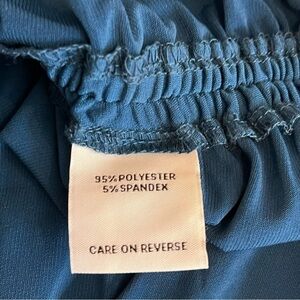 95% POLYESTER
5% SPANDEX
CARE ON REVERSE